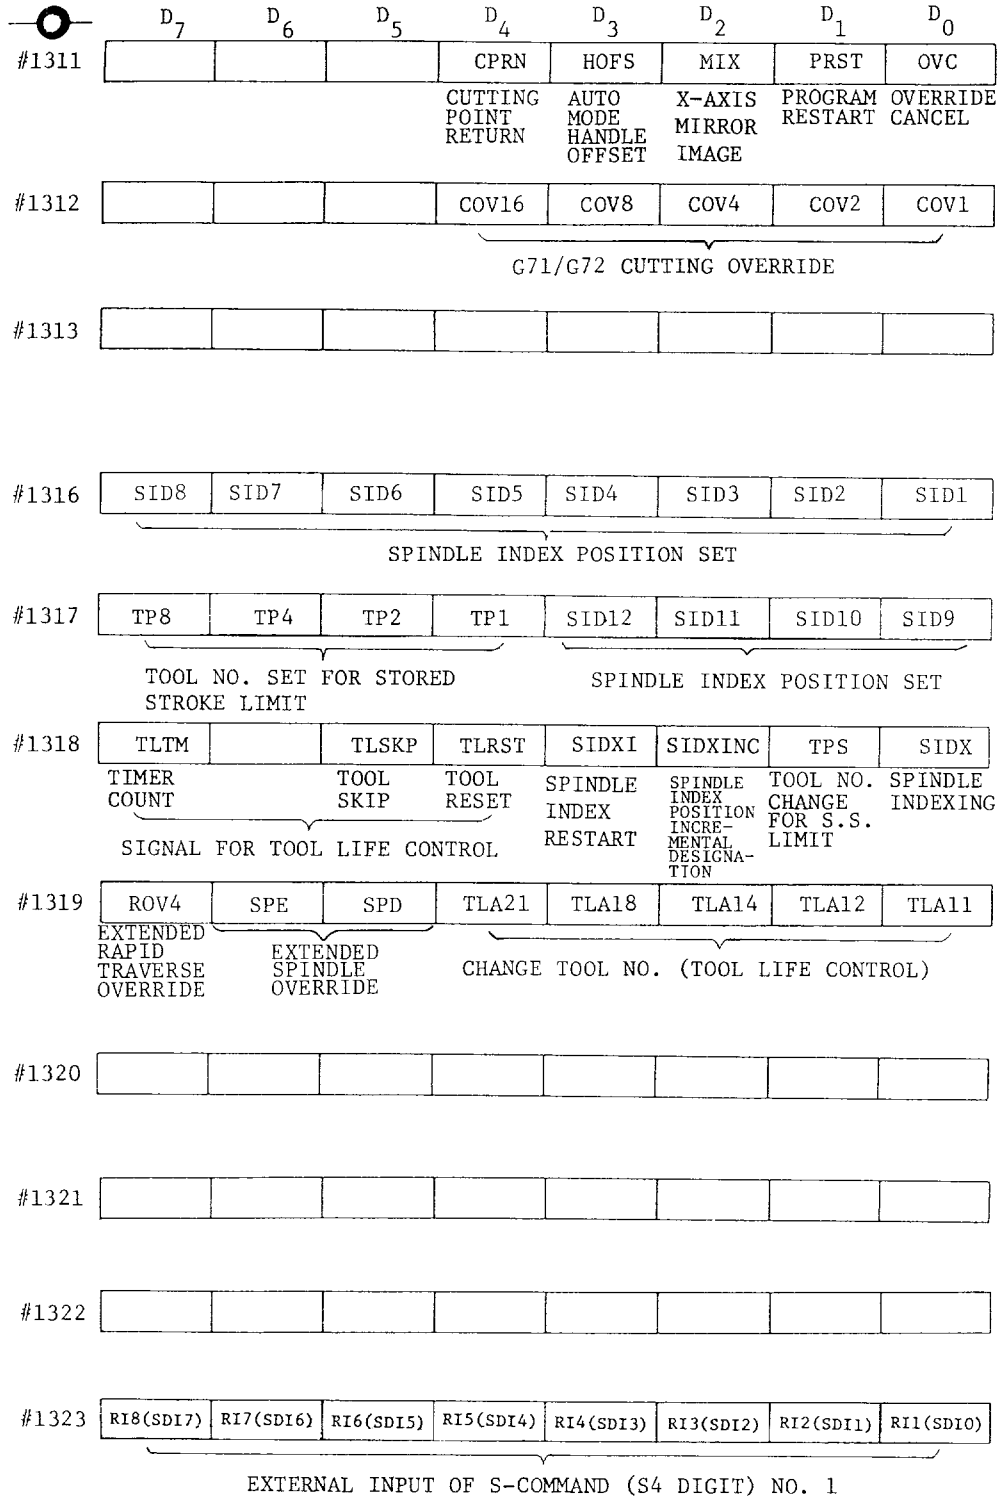 D7 D6 D5 D4 D3 D2 D1 D0
#1311 CPRN HOFS MIX PRST OVC
CUTTING POINT RETURN
AUTO MODE HANDLE OFFSET
X-AXIS MIRROR IMAGE
PROGRAM RESTART
OVERRIDE CANCEL
#1312 COV16 COV8 COV4 COV2 COV1
G71/G72 CUTTING OVERRIDE
#1313
#1316 SID8 SID7 SID6 SID5 SID4 SID3 SID2 SID1
SPINDLE INDEX POSITION SET
#1317 TP8 TP4 TP2 TP1 SID12 SID11 SID10 SID9
TOOL NO. SET FOR STORED
STROKE LIMIT
SPINDLE INDEX POSITION SET
#1318 TLTM TLSKP TLRST SIDXI SIDXINC TPS SIDX
TIMER COUNT
TOOL SKIP
TOOL RESET
SIGNAL FOR TOOL LIFE CONTROL
SPINDLE INDEX RESTART
SPINDLE INDEX POSITION INCRE- MENTAL DESIGNA- TION
TOOL NO. CHANGE FOR S.S. LIMIT
SPINDLE INDEXING
#1319 ROV4 SPE SPD TLA21 TLA18 TLA14 TLA12 TLA11
EXTENDED RAPID TRAVERSE OVERRIDE
EXTENDED SPINDLE OVERRIDE
CHANGE TOOL NO. (TOOL LIFE CONTROL)
#1320
#1321
#1322
#1323 RI8(SDI7) RI7(SDI6) RI6(SDI5) RI5(SDI4) RI4(SDI3) RI3(SDI2) RI2(SDI1) RI1(SDI0)
EXTERNAL INPUT OF S-COMMAND (S4 DIGIT) NO. 1